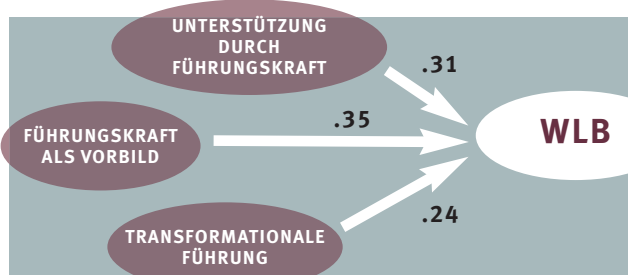 UNTERSTÜTZUNG
DURCH
FÜHRUNGSKRAFT
.31
.35
FÜHRUNGSKRAFT
ALS VORBILD
WLB
.24
TRANSFORMATIONALE
FÜHRUNG